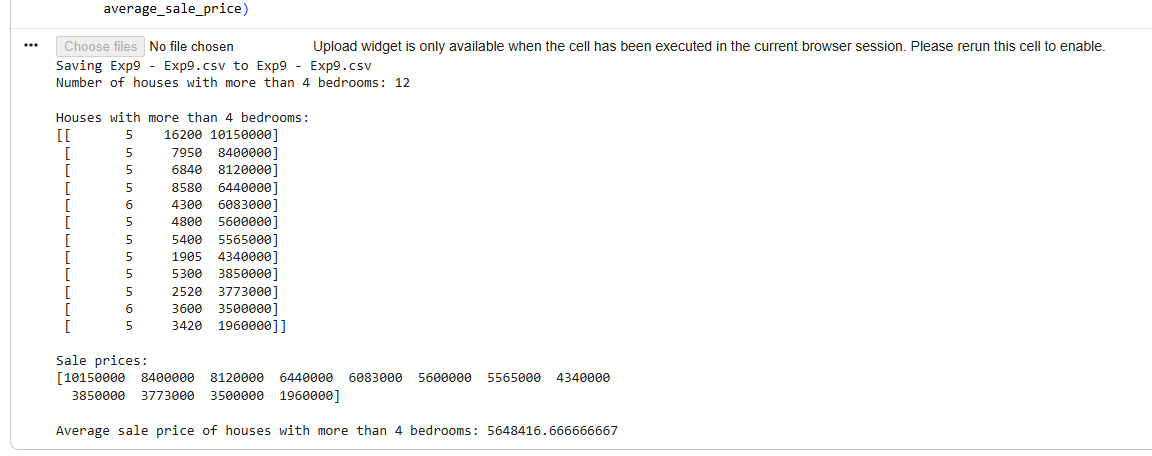 average_sale_price)
Choose files No file chosen Upload widget is only available when the cell has been executed in the current browser session. Please rerun this cell to enable.
Saving Exp9 - Exp9.csv to Exp9 - Exp9.csv
Number of houses with more than 4 bedrooms: 12
Houses with more than 4 bedrooms:
[[       5    16200 10150000]
 [       5     7950  8400000]
 [       5     6840  8120000]
 [       5     8580  6440000]
 [       6     4300  6083000]
 [       5     4800  5600000]
 [       5     5400  5565000]
 [       5     1905  4340000]
 [       5     5300  3850000]
 [       5     2520  3773000]
 [       6     3600  3500000]
 [       5     3420  1960000]]
Sale prices:
[10150000  8400000  8120000  6440000  6083000  5600000  5565000  4340000
  3850000  3773000  3500000  1960000]
Average sale price of houses with more than 4 bedrooms: 5648416.666666667